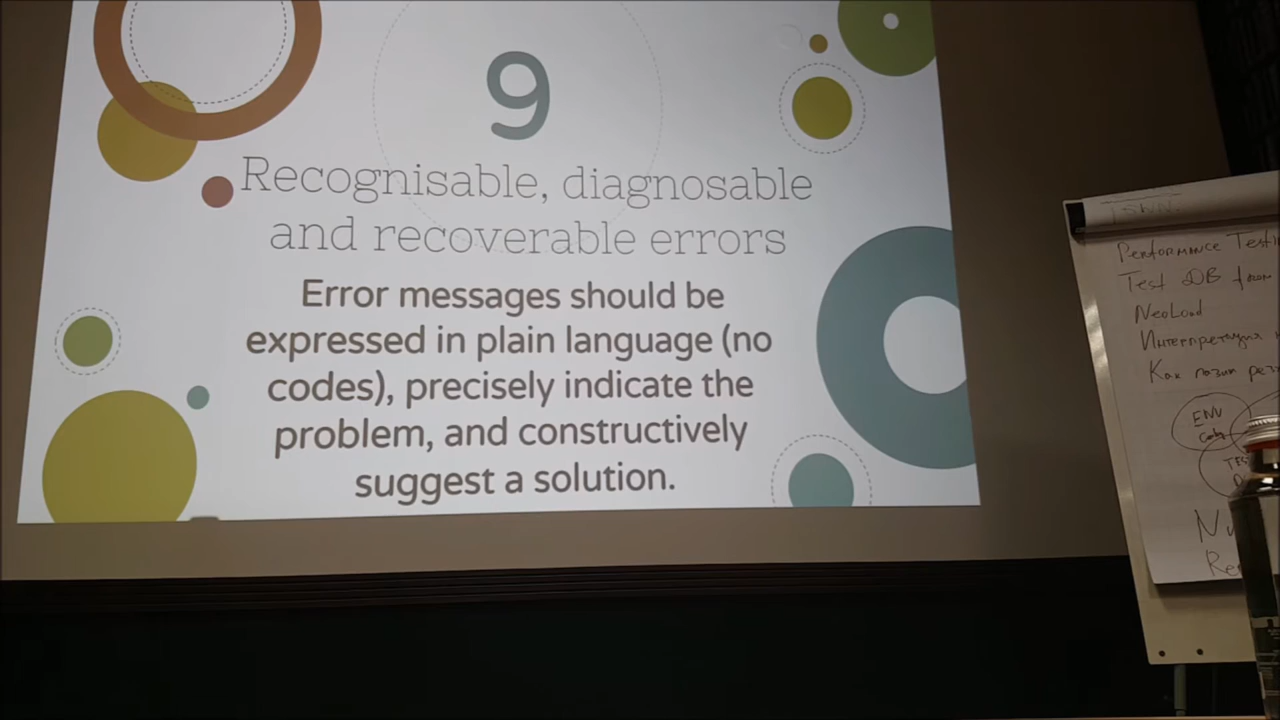 9
Recognisable, diagnosable
and recoverable errors
Error messages should be
expressed in plain language (no
codes), precisely indicate the
problem, and constructively
suggest a solution.
Performance Testi
Test DB
NeoLoad
Интерпретация
Как
ENV